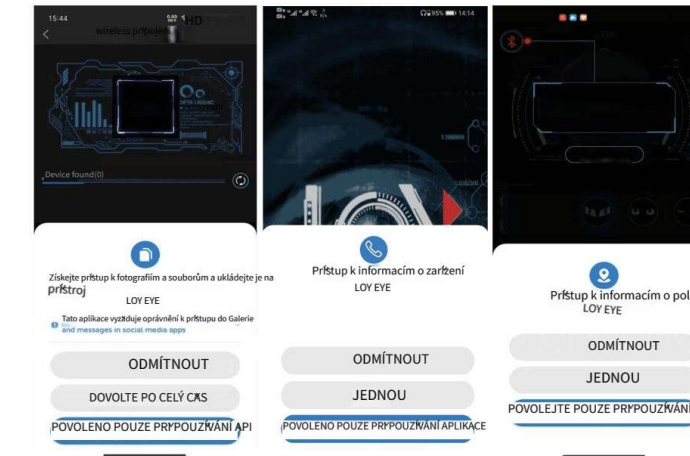 15:44
HD
wireless připojení
Device found(0)
Získejte přístup k fotografiím a souborům a ukládejte je na
přístroj
LOY EYE
Tato aplikace vyžaduje oprávnění k přístupu do Galerie
and messages in social media apps
ODMÍTNOUT
DOVOLTE PO CELÝ ČAS
POVOLENO POUZE PŘI POUŽÍVÁNÍ API
95% 14:14
Přístup k informacím o zařízení
LOY EYE
ODMÍTNOUT
JEDNOU
POVOLENO POUZE PŘI POUŽÍVÁNÍ APLIKACE
Přístup k informacím o pol
LOY EYE
ODMÍTNOUT
JEDNOU
POVOLEJTE POUZE PŘI POUŽÍVÁNÍ